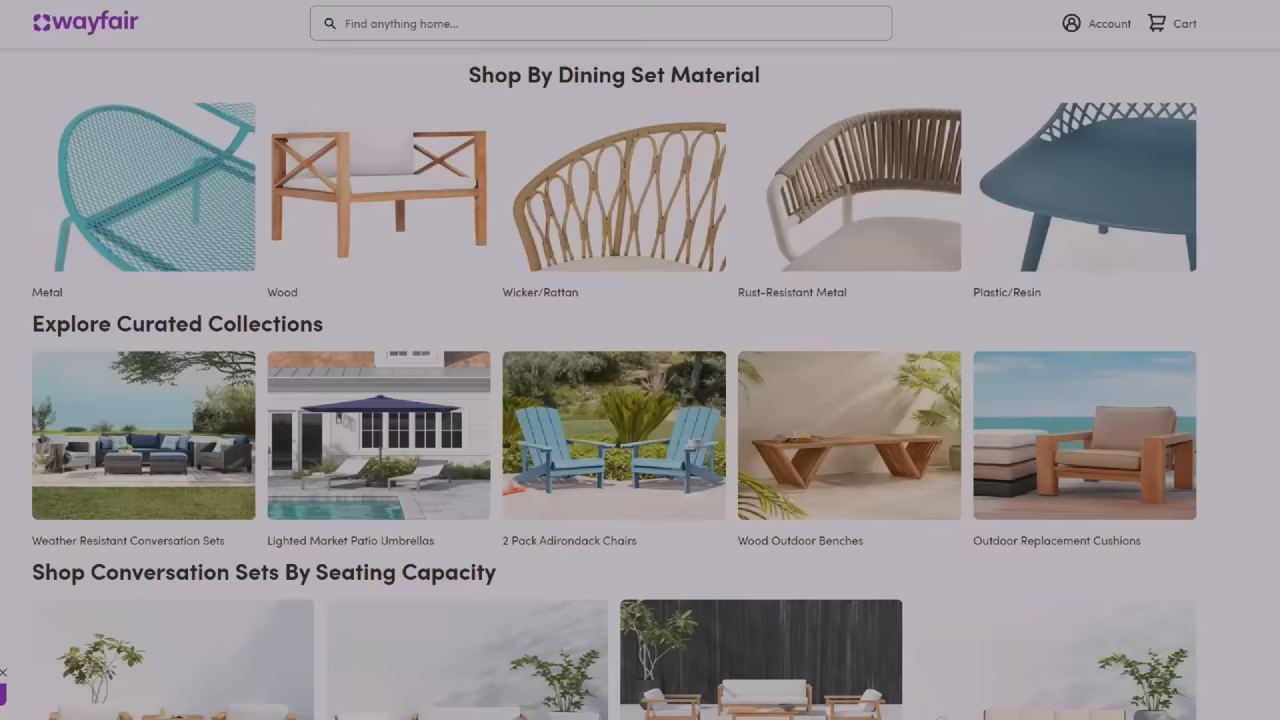 wayfair
Find anything home...
Account
Cart
Shop By Dining Set Material
Metal
Wood
Wicker/Rattan
Rust-Resistant Metal
Plastic/Resin
Explore Curated Collections
Weather Resistant Conversation Sets
Lighted Market Patio Umbrellas
2 Pack Adirondack Chairs
Wood Outdoor Benches
Outdoor Replacement Cushions
Shop Conversation Sets By Seating Capacity